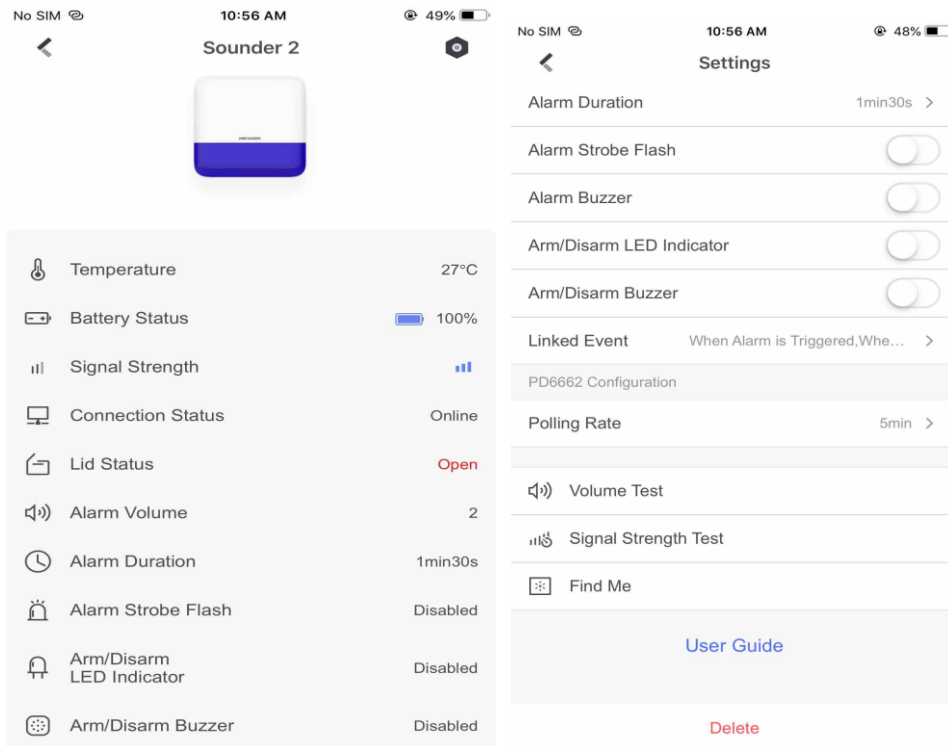 No SIM 10:56 AM 49%
Sounder 2
HIKVISION
Temperature 27°C
Battery Status 100%
Signal Strength
Connection Status Online
Lid Status Open
Alarm Volume 2
Alarm Duration 1min30s
Alarm Strobe Flash Disabled
Arm/Disarm
LED Indicator Disabled
Arm/Disarm Buzzer Disabled
No SIM 10:56 AM 48%
Settings
Alarm Duration 1min30s >
Alarm Strobe Flash
Alarm Buzzer
Arm/Disarm LED Indicator
Arm/Disarm Buzzer
Linked Event When Alarm is Triggered,Whe... >
PD6662 Configuration
Polling Rate 5min >
Volume Test
Signal Strength Test
Find Me
User Guide
Delete